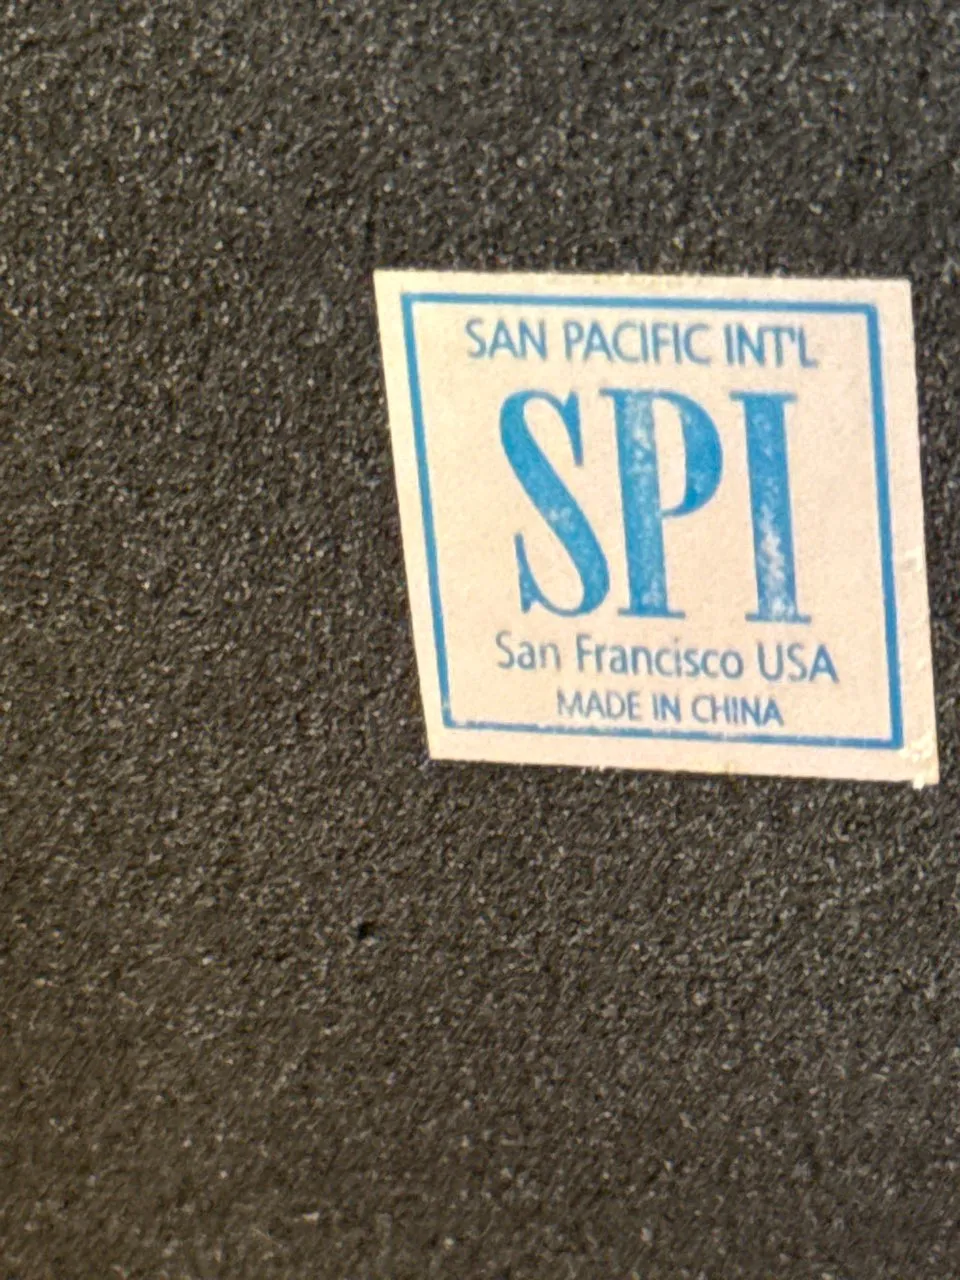 SAN PACIFIC INT'L
SPI
San Francisco USA
MADE IN CHINA